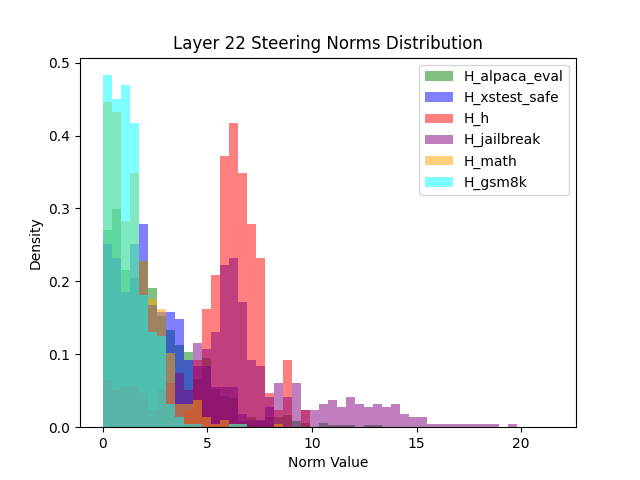 Layer 22 Steering Norms Distribution
0.5
0.4
0.3
0.2
0.1
0.0
Density
H_alpaca_eval
H_xstest_safe
H_h
H_jailbreak
H_math
H_gsm8k
0 5 10 15 20
Norm Value